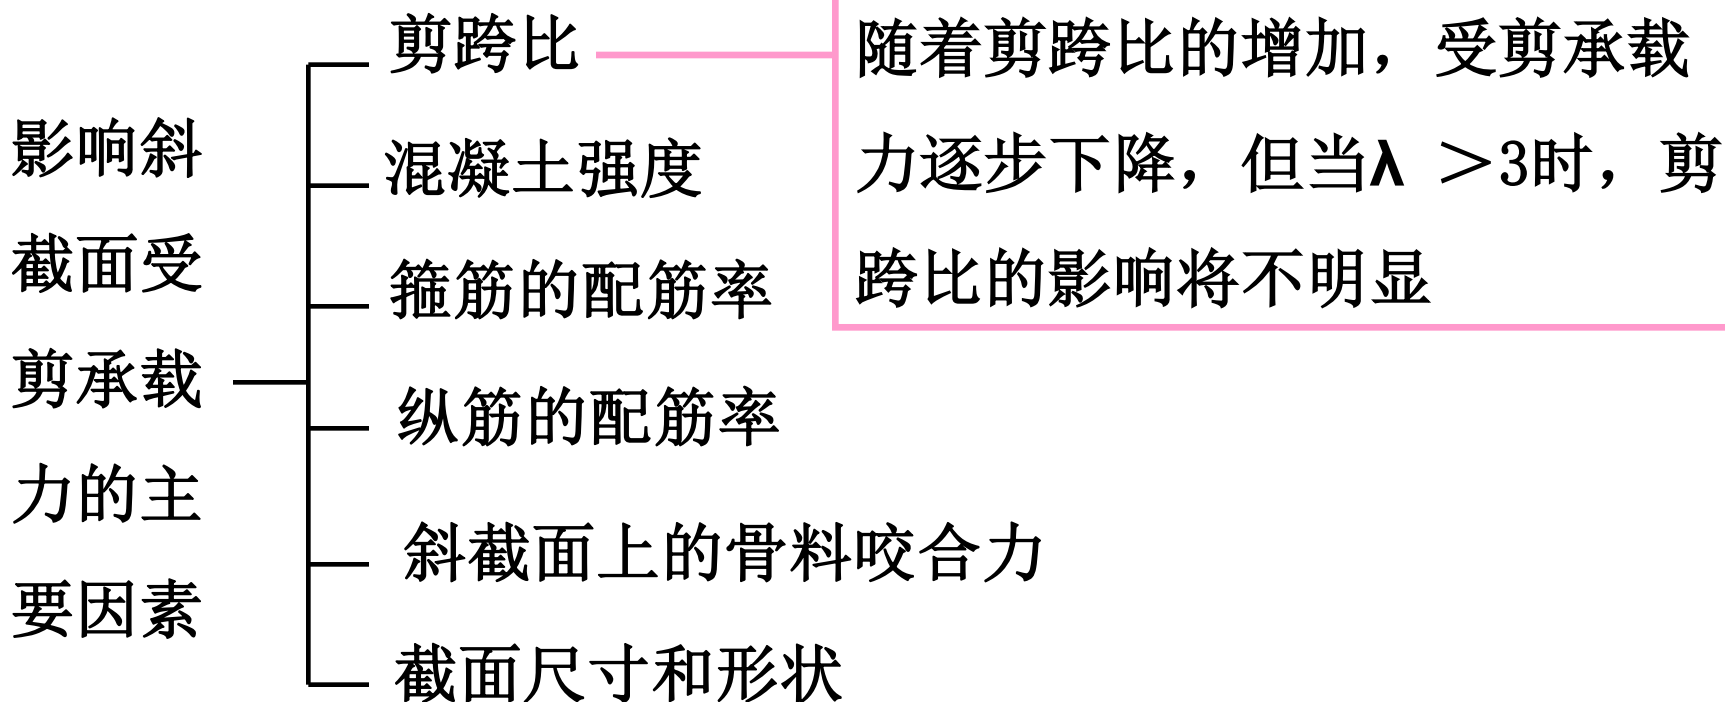 影响斜
截面受
剪承载
力的主
要因素
剪跨比
混凝土强度
箍筋的配筋率
纵筋的配筋率
斜截面上的骨料咬合力
截面尺寸和形状
随着剪跨比的增加，受剪承载
力逐步下降，但当λ ＞3时，剪
跨比的影响将不明显